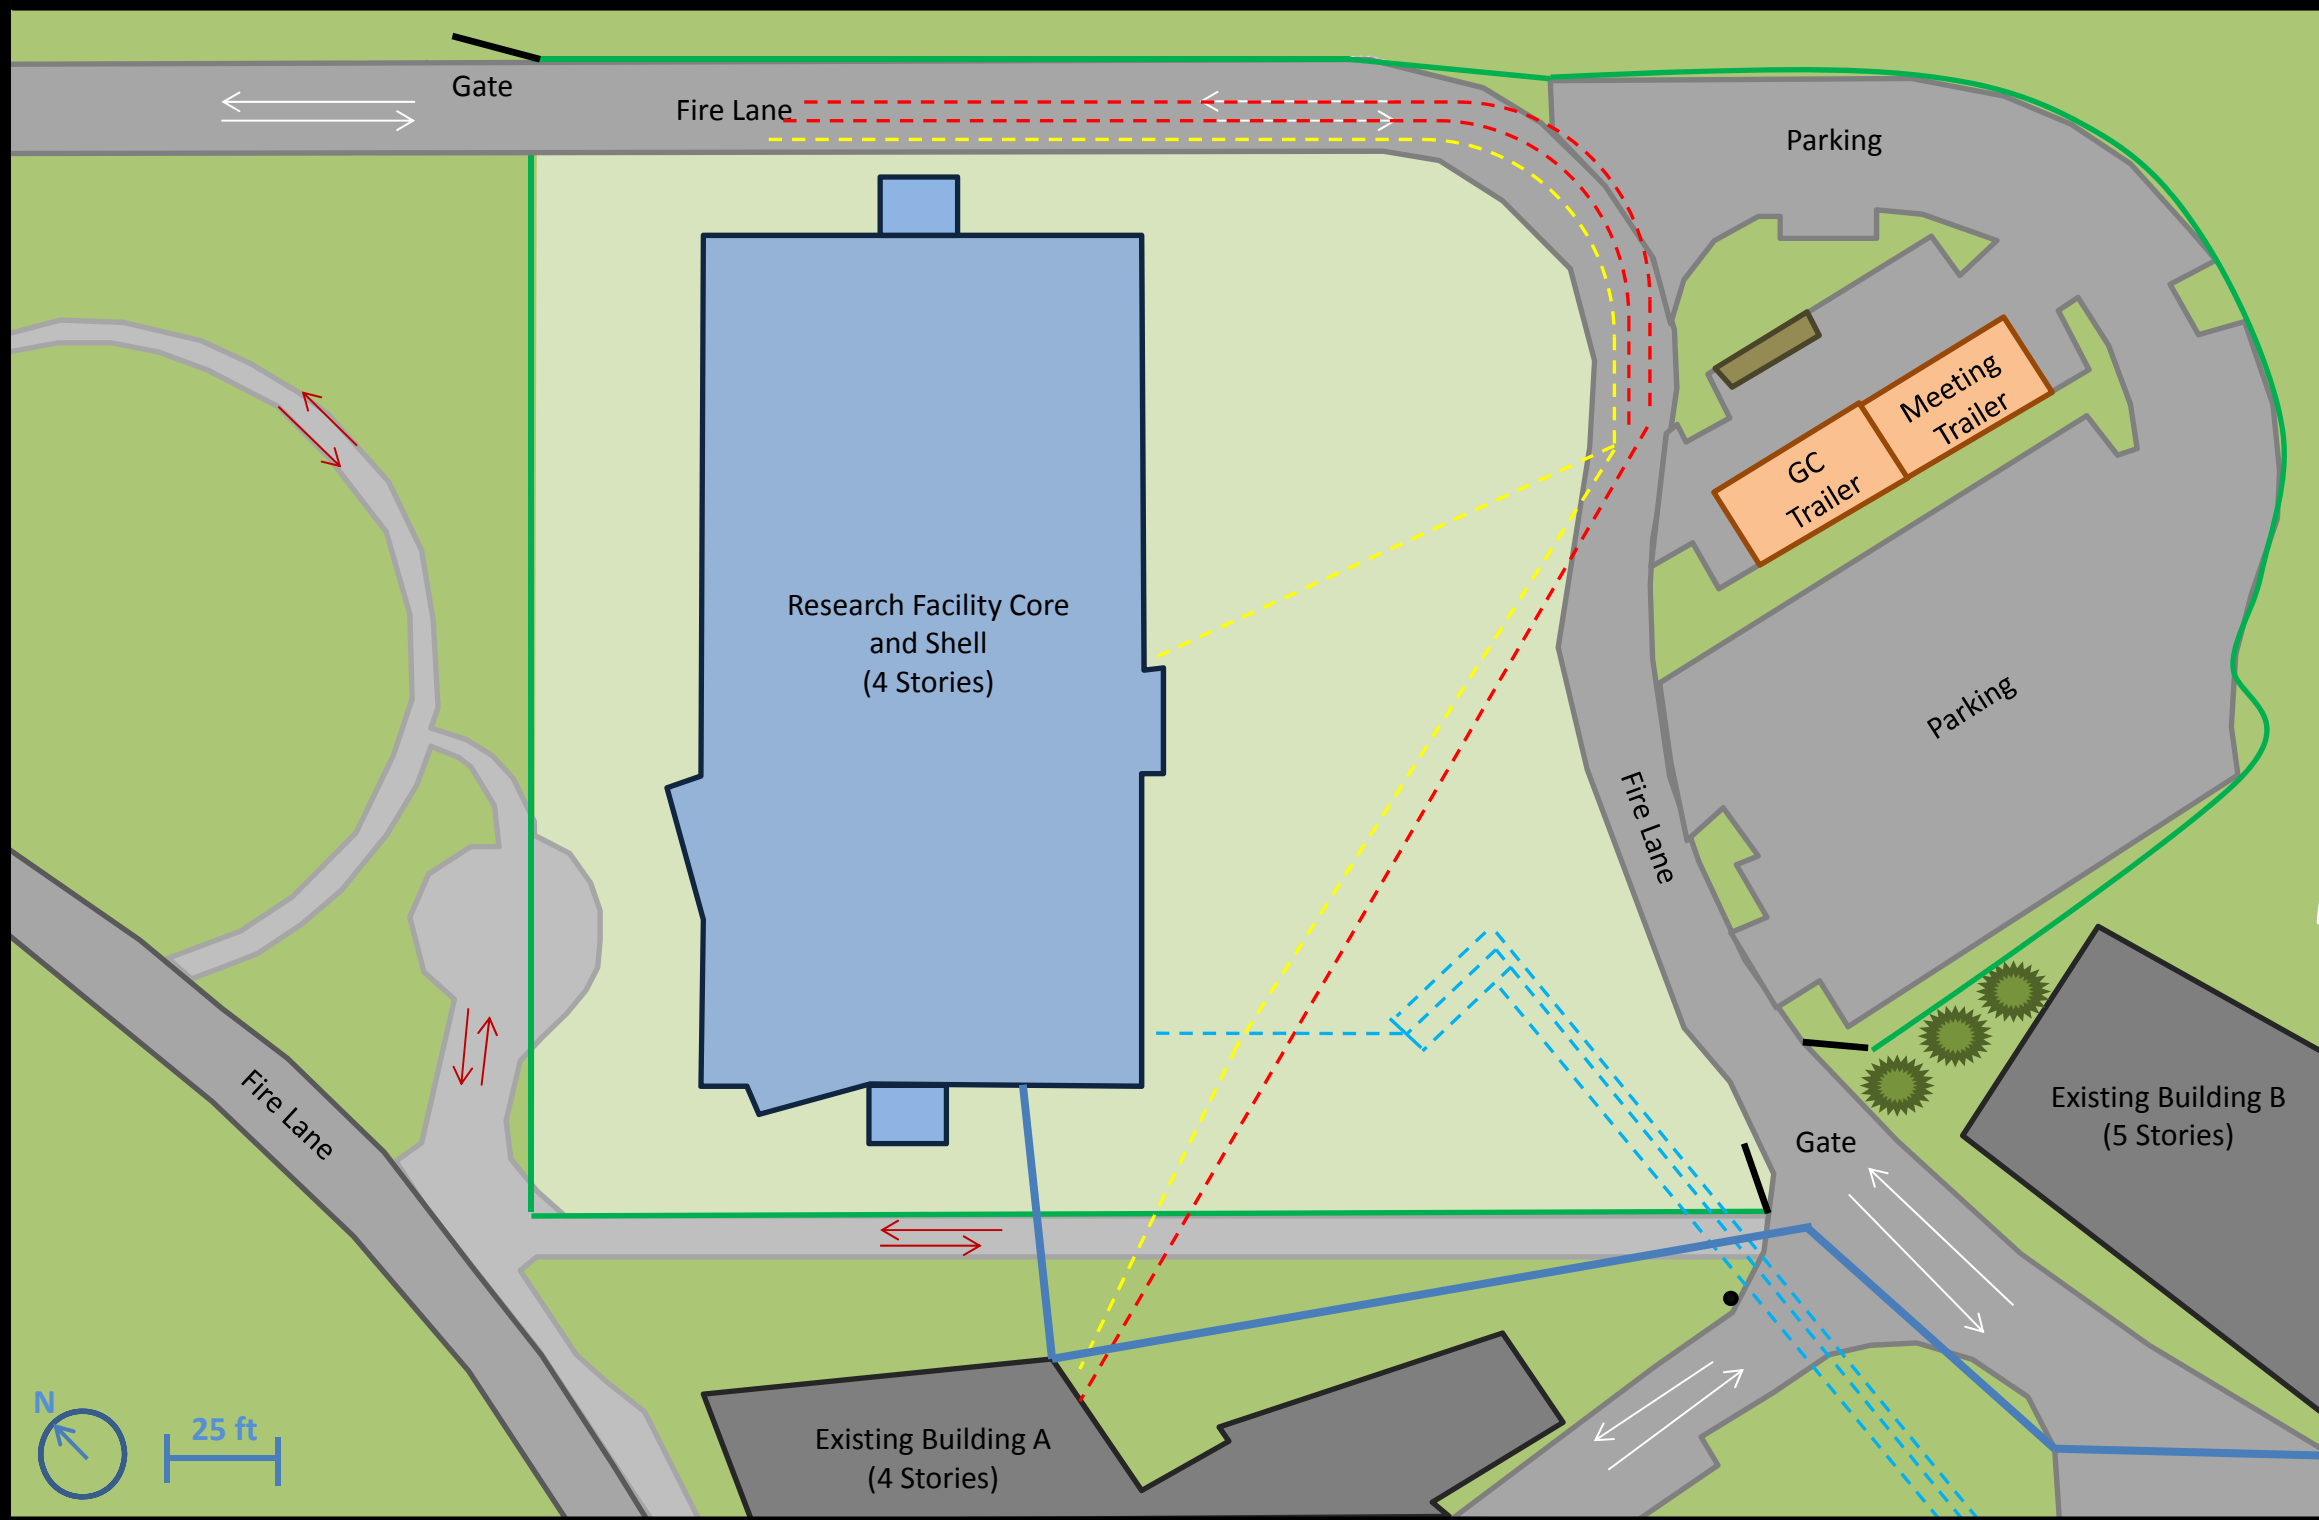 Gate
Fire Lane
Parking
Meeting
Trailer
GC
Trailer
Research Facility Core
and Shell
(4 Stories)
Parking
Fire Lane
Fire Lane
Existing Building B
(5 Stories)
Gate
N
25 ft
Existing Building A
(4 Stories)